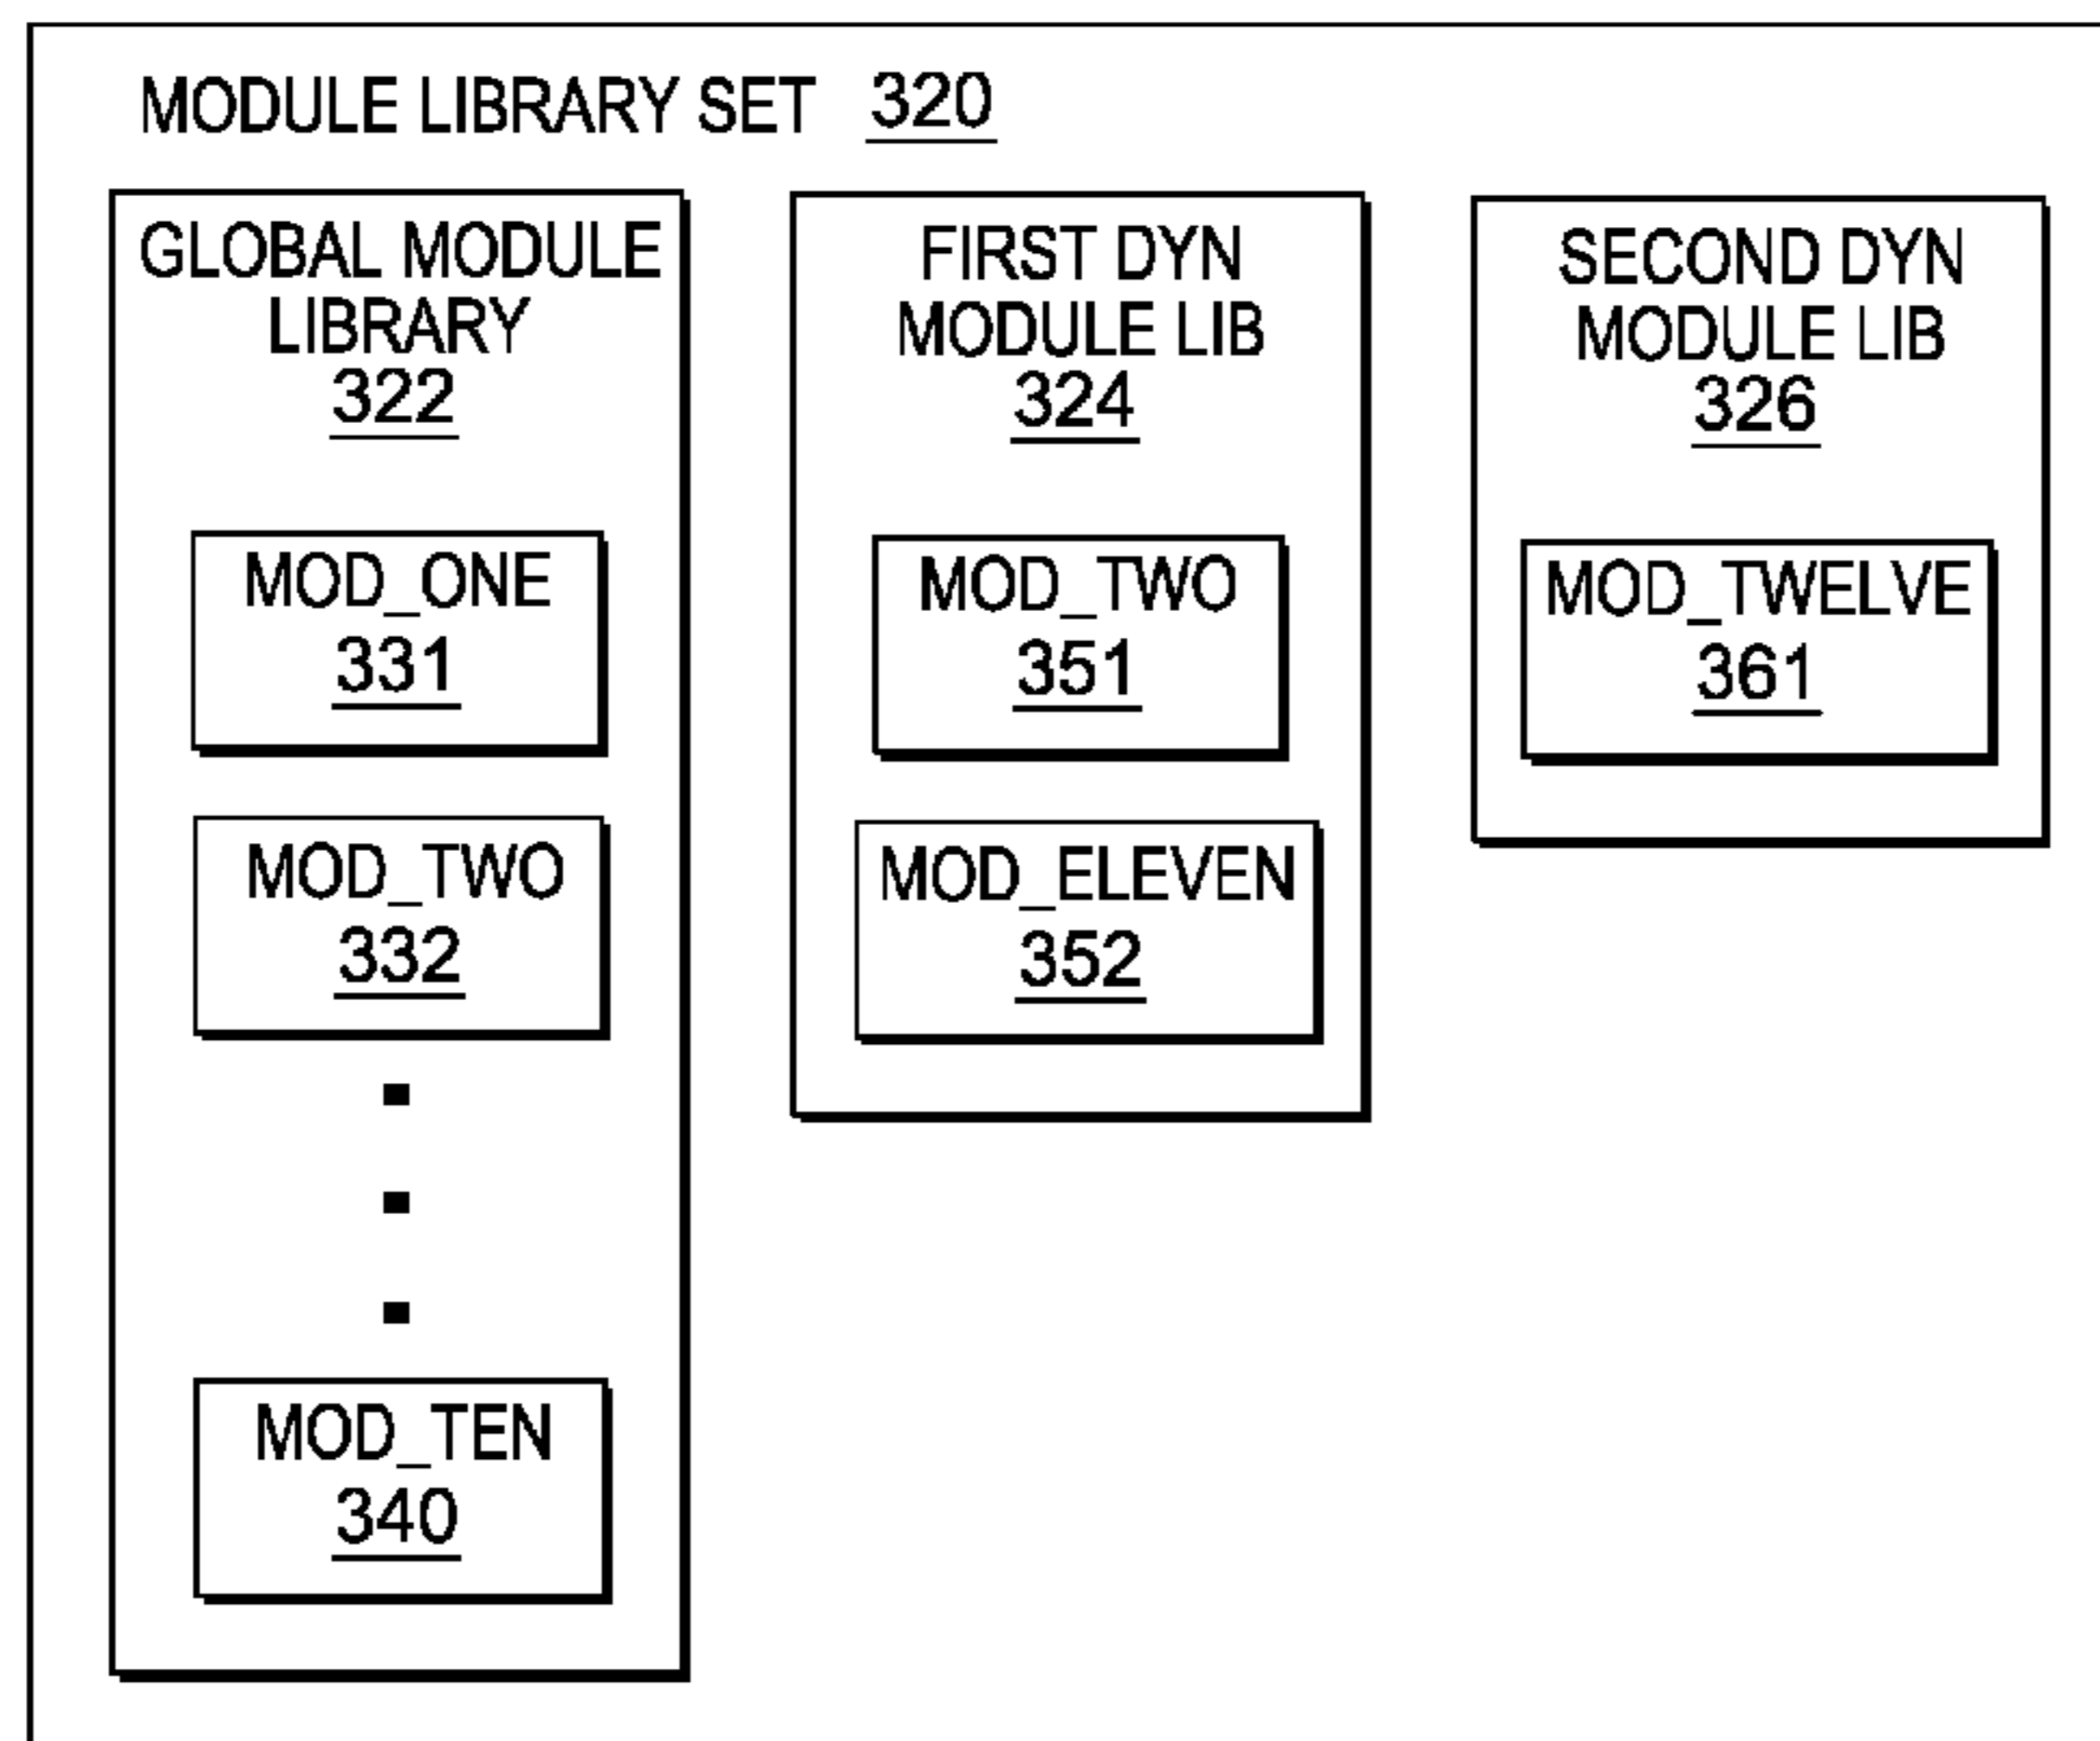 MODULE LIBRARY SET 320
GLOBAL MODULE
LIBRARY
322
MOD_ONE
331
MOD_TWO
332
MOD_TEN
340
FIRST DYN
MODULE LIB
324
MOD_TWO
351
MOD_ELEVEN
352
SECOND DYN
MODULE LIB
326
MOD_TWELVE
361